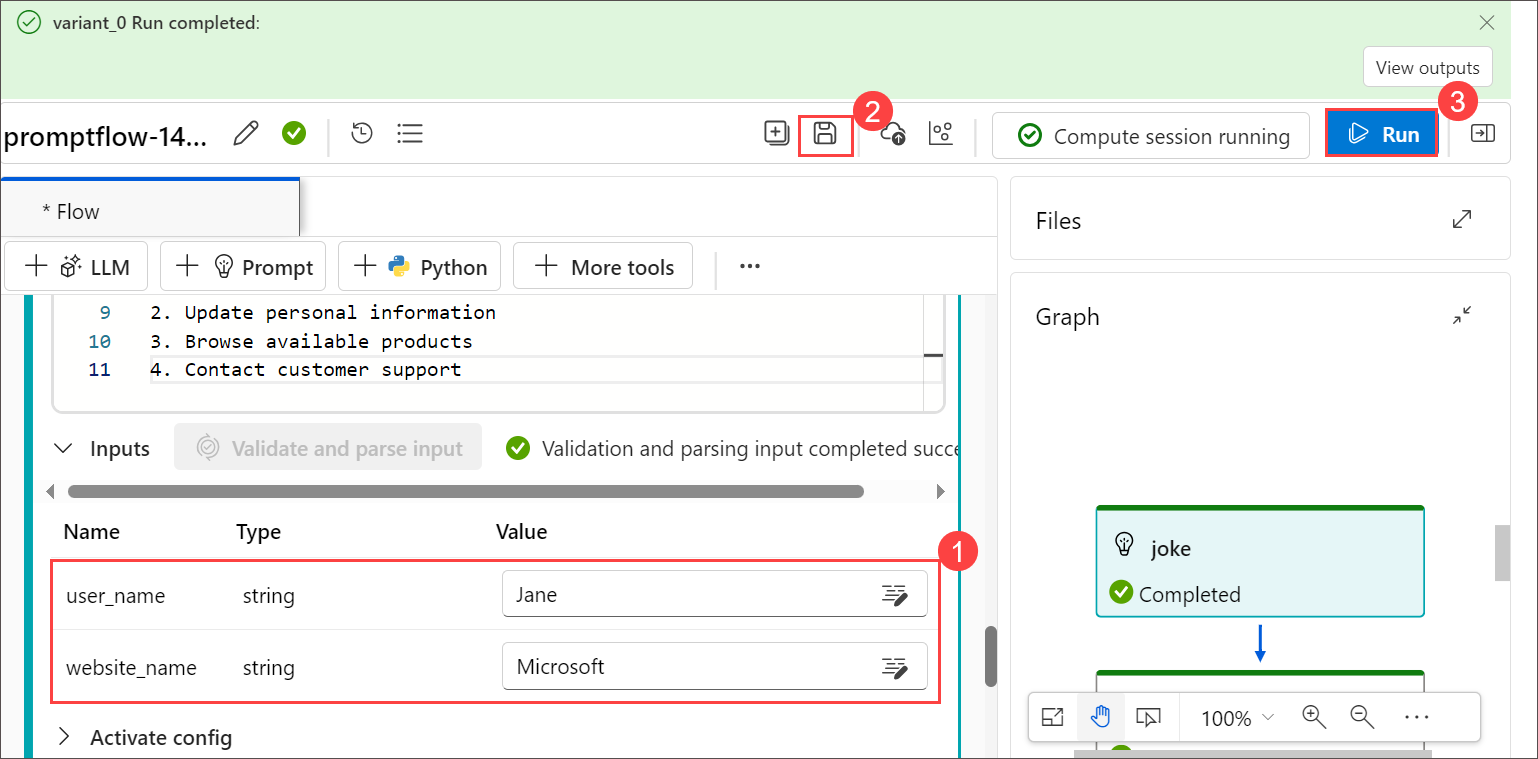 variant_0 Run completed:
View outputs
promptflow-14...
2
Compute session running
Run
3
* Flow
LLM
Prompt
Python
More tools
...
9 2. Update personal information
10 3. Browse available products
11 4. Contact customer support
Inputs
Validate and parse input
Validation and parsing input completed succe
Name Type Value
1
user_name string Jane
website_name string Microsoft
Activate config
Files
Graph
joke
Completed
100%
...